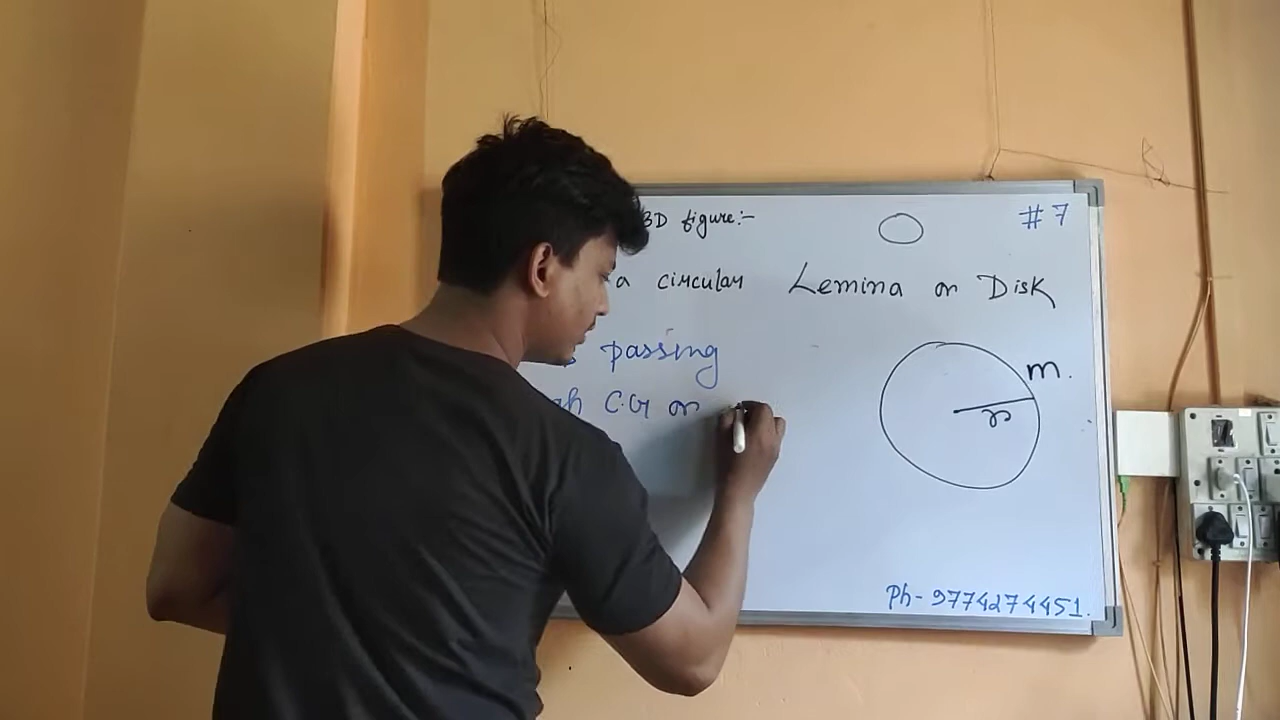 3D figure:-
#7
a circular Lemina or Disk
passing
C.G or
m.
r
Ph- 9774274451.